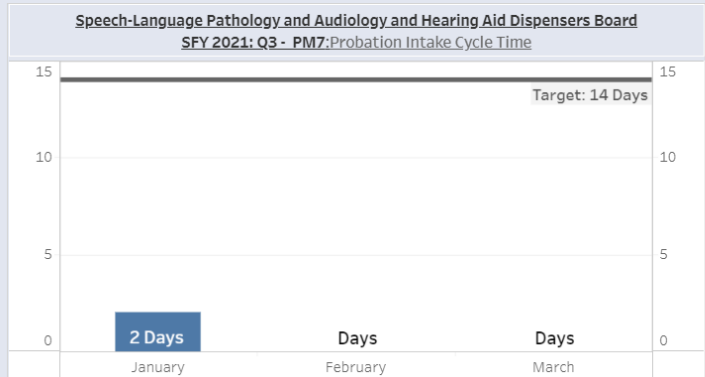 Speech-Language Pathology and Audiology and Hearing Aid Dispensers Board
SFY 2021: Q3 - PM7:Probation Intake Cycle Time
15 15
Target: 14 Days
10 10
5 5
0 2 Days Days Days 0
January February March